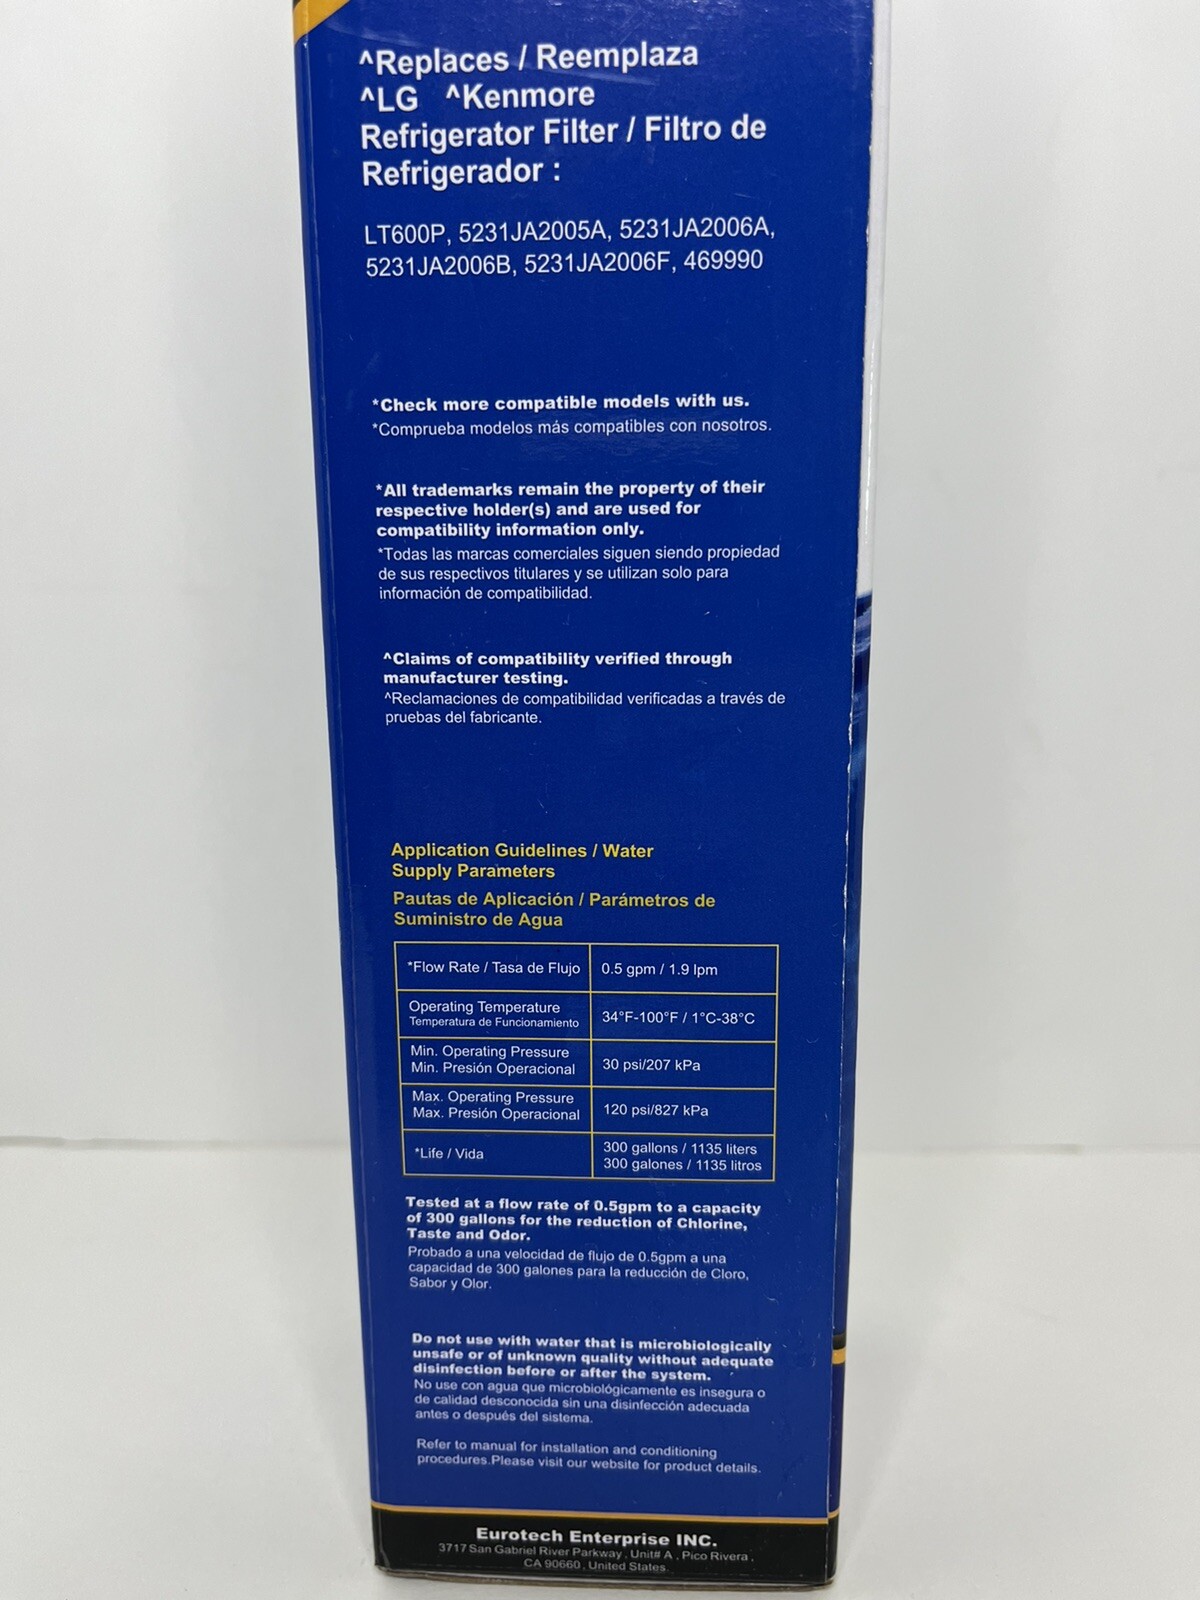 ^Replaces / Reemplaza
^LG ^Kenmore
Refrigerator Filter / Filtro de
Refrigerador :
LT600P, 5231JA2005A, 5231JA2006A,
5231JA2006B, 5231JA2006F, 469990
*Check more compatible models with us.
*Comprueba modelos más compatibles con nosotros.
*All trademarks remain the property of their
respective holder(s) and are used for
compatibility information only.
*Todas las marcas comerciales siguen siendo propiedad
de sus respectivos titulares y se utilizan solo para
información de compatibilidad.
^Claims of compatibility verified through
manufacturer testing.
^Reclamaciones de compatibilidad verificadas a través de
pruebas del fabricante.
Application Guidelines / Water
Supply Parameters
Pautas de Aplicación / Parámetros de
Suministro de Agua
*Flow Rate / Tasa de Flujo 0.5 gpm / 1.9 lpm
Operating Temperature
Temperatura de Funcionamiento
34°F-100°F / 1°C-38°C
Min. Operating Pressure
Min. Presión Operacional
30 psi/207 kPa
Max. Operating Pressure
Max. Presión Operacional
120 psi/827 kPa
*Life / Vida
300 gallons / 1135 liters
300 galones / 1135 litros
Tested at a flow rate of 0.5gpm to a capacity
of 300 gallons for the reduction of Chlorine,
Taste and Odor.
Probado a una velocidad de flujo de 0.5gpm a una
capacidad de 300 galones para la reducción de Cloro,
Sabor y Olor.
Do not use with water that is microbiologically
unsafe or of unknown quality without adequate
disinfection before or after the system.
No use con agua que microbiológicamente es insegura o
de calidad desconocida sin una disinfección adecuada
antes o después del sistema.
Refer to manual for installation and conditioning
procedures.Please visit our website for product details.
Eurotech Enterprise INC.
3717 San Gabriel River Parkway , Unit# A , Pico Rivera ,
CA 90660 , United States.